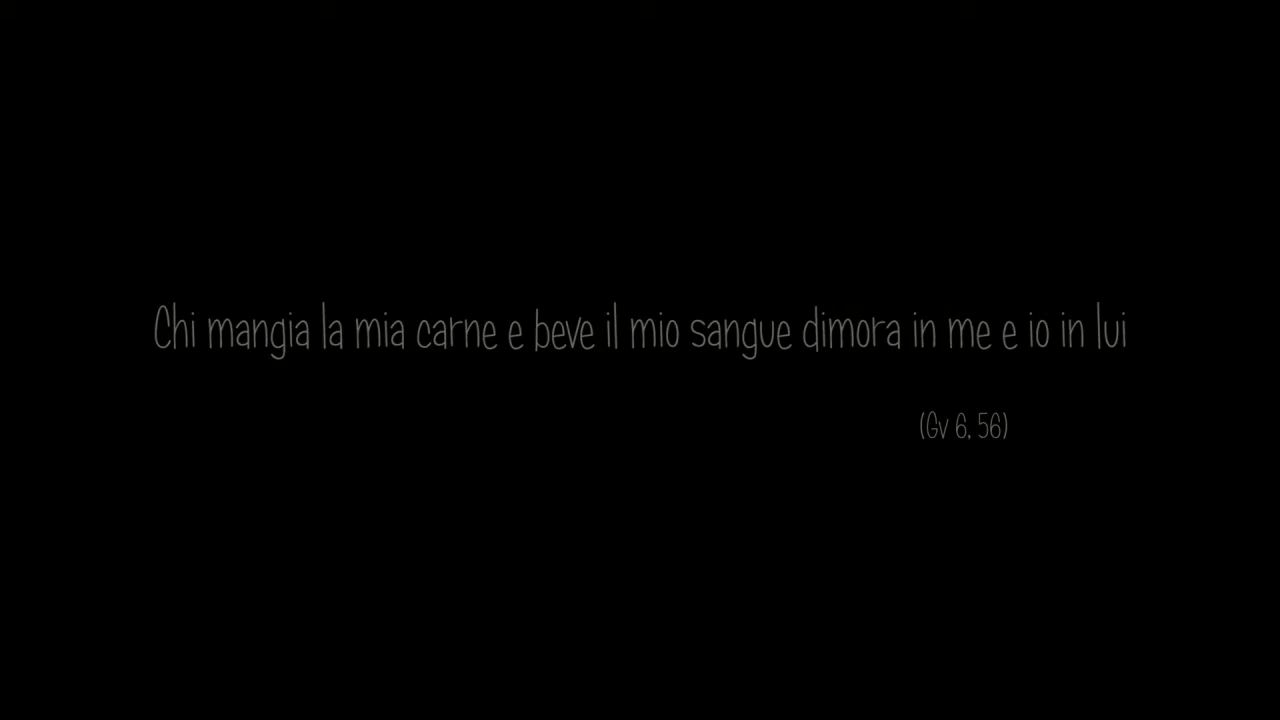 Chi mangia la mia carne e beve il mio sangue dimora in me e io in lui
(Gv 6, 56)